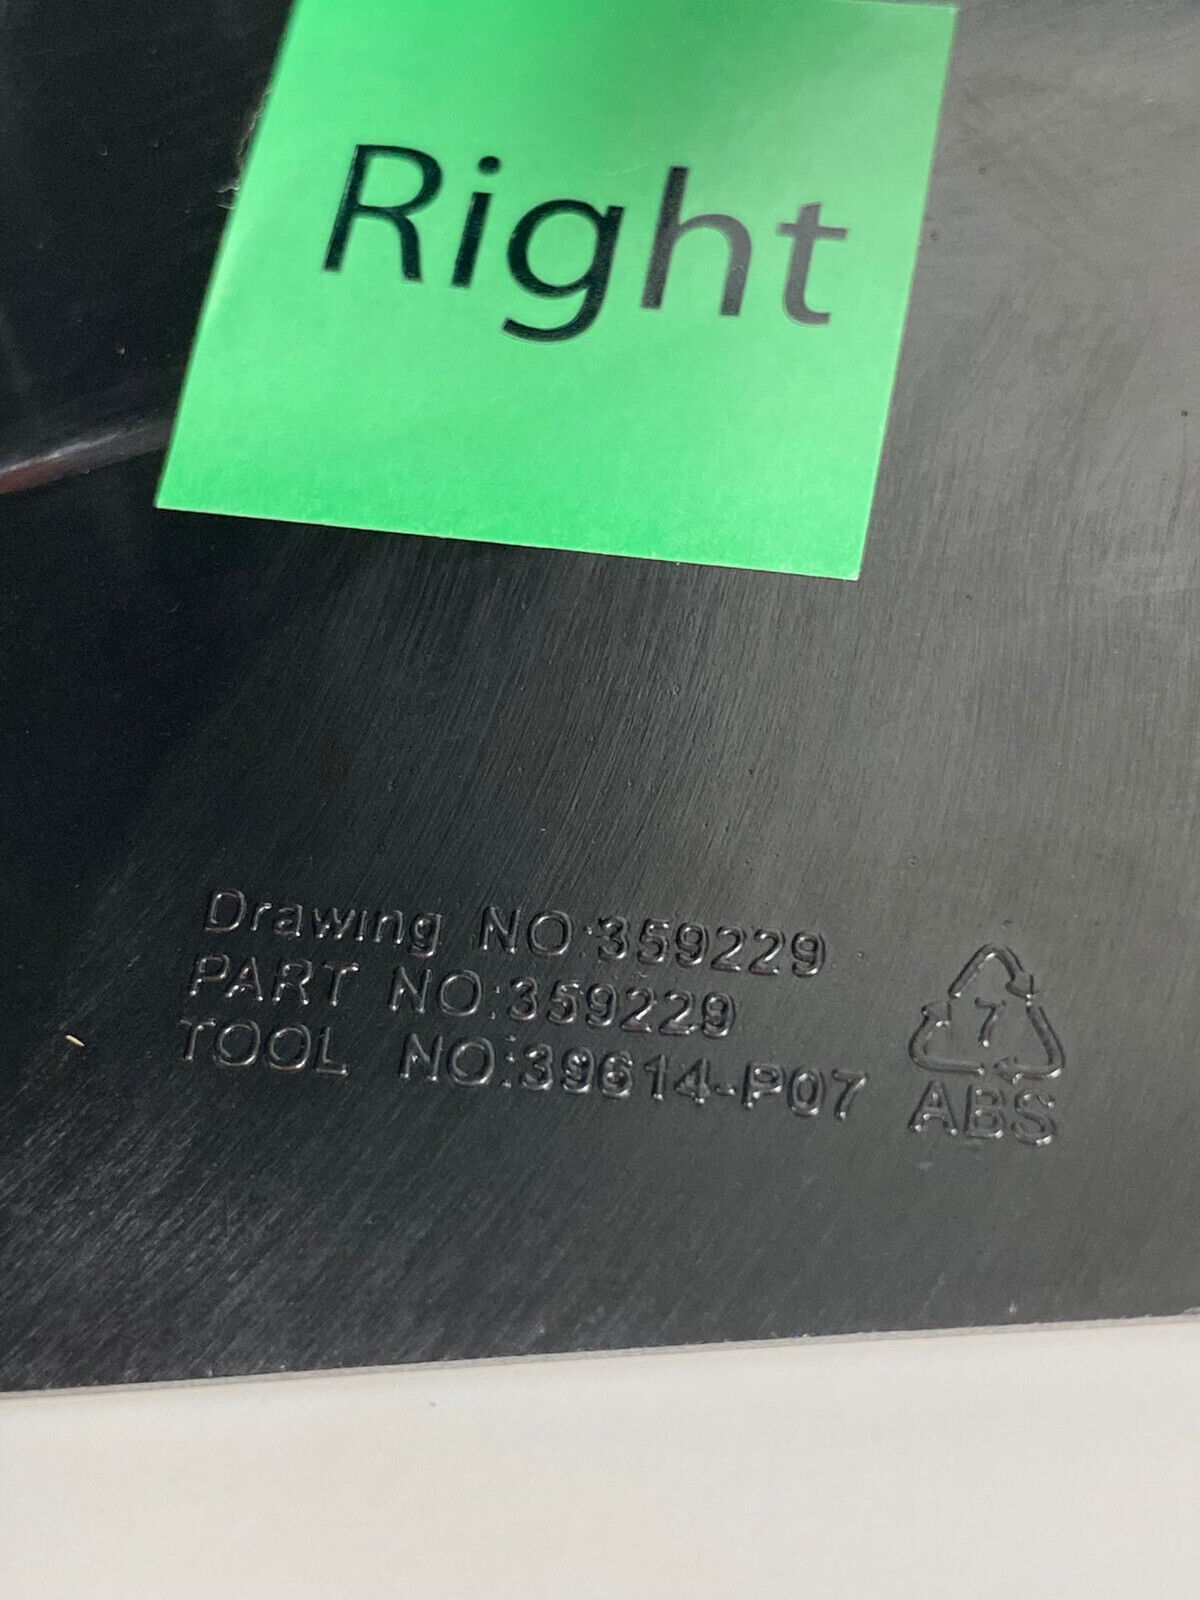 Right
Drawing NO:359229
PART NO:359229
TOOL NO:39614-P07
7
ABS